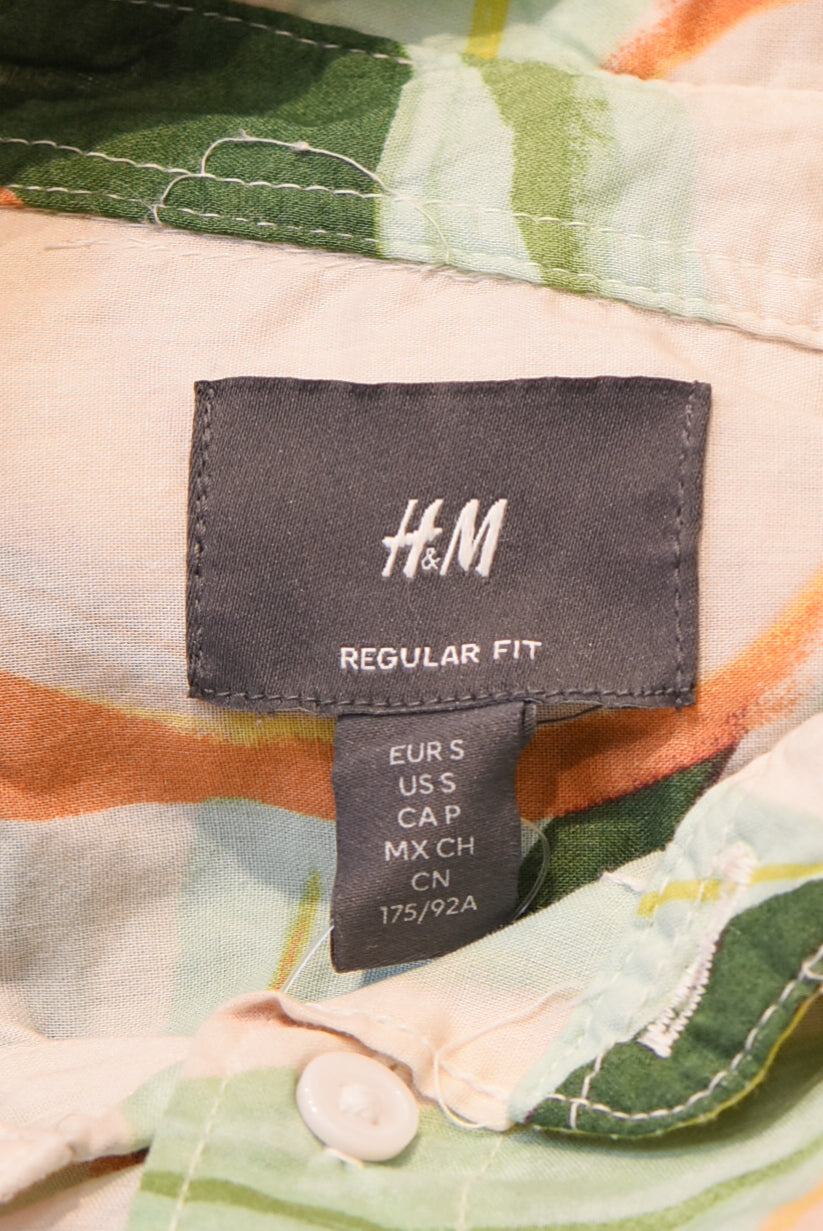 H&M
REGULAR FIT
EUR S
US S
CA P
MX CH
CN
175/92A